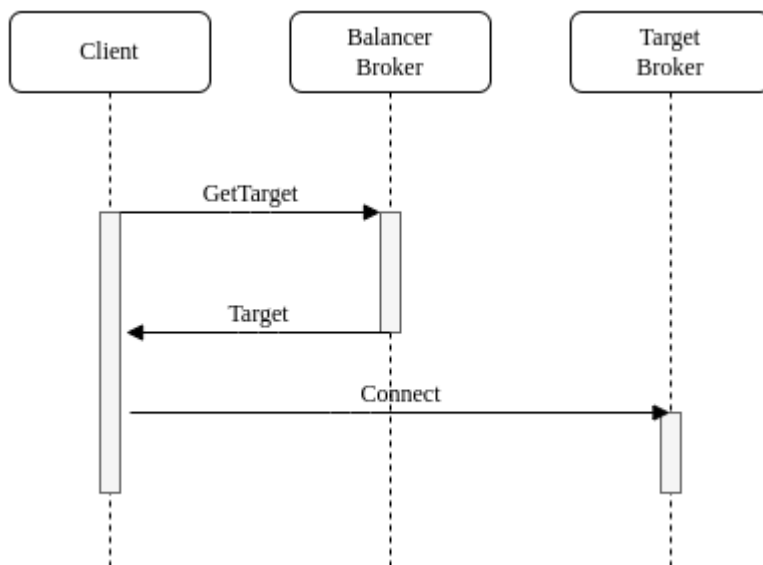 Client
Balancer
Broker
Target
Broker
GetTarget
Target
Connect